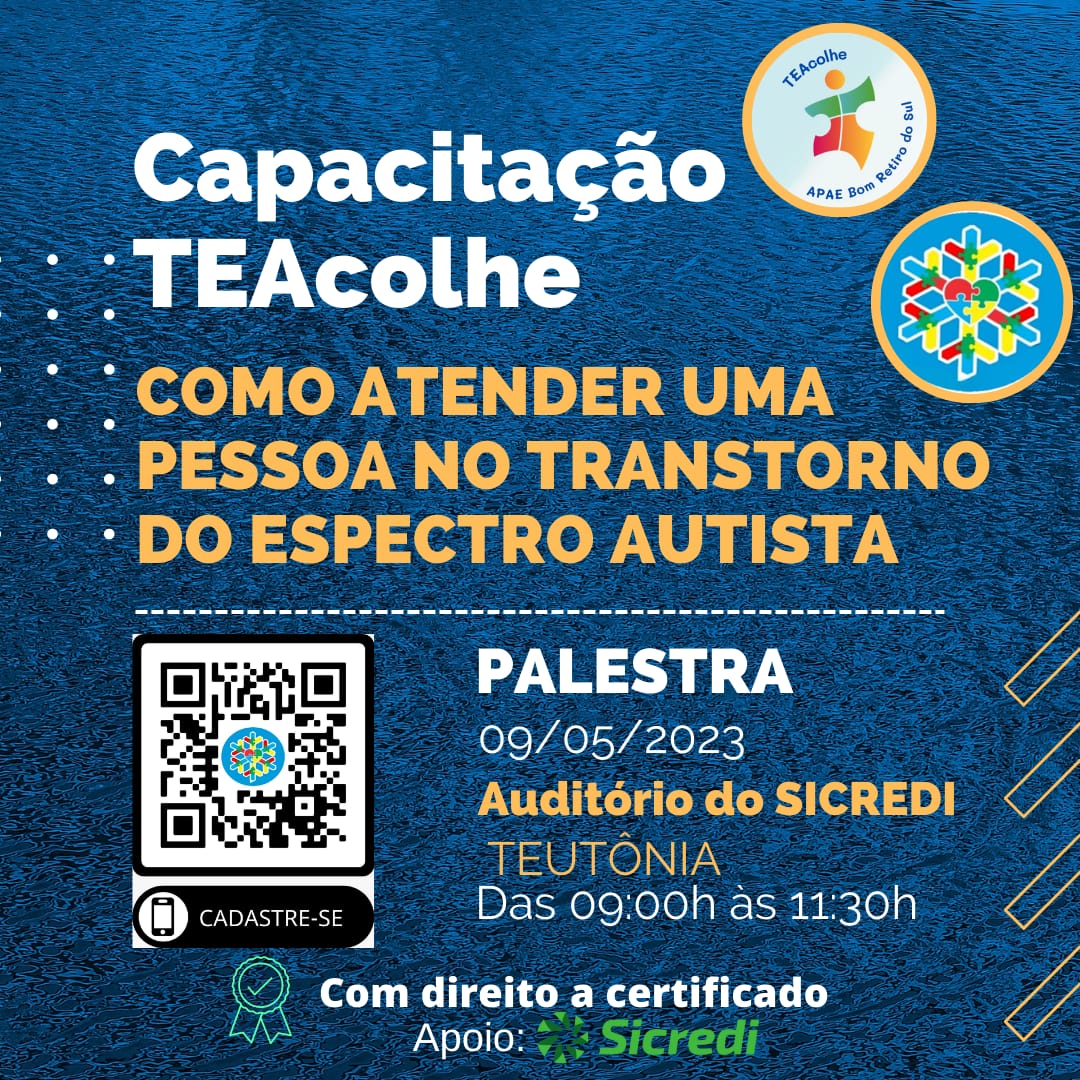 TEAcolhe
APAE Bom Retiro do Sul
Capacitação
TEAcolhe
COMO ATENDER UMA
PESSOA NO TRANSTORNO
DO ESPECTRO AUTISTA
PALESTRA
09/05/2023
Auditório do SICREDI
TEUTÔNIA
Das 09:00h às 11:30h
CADASTRE-SE
Com direito a certificado
Apoio: Sicredi